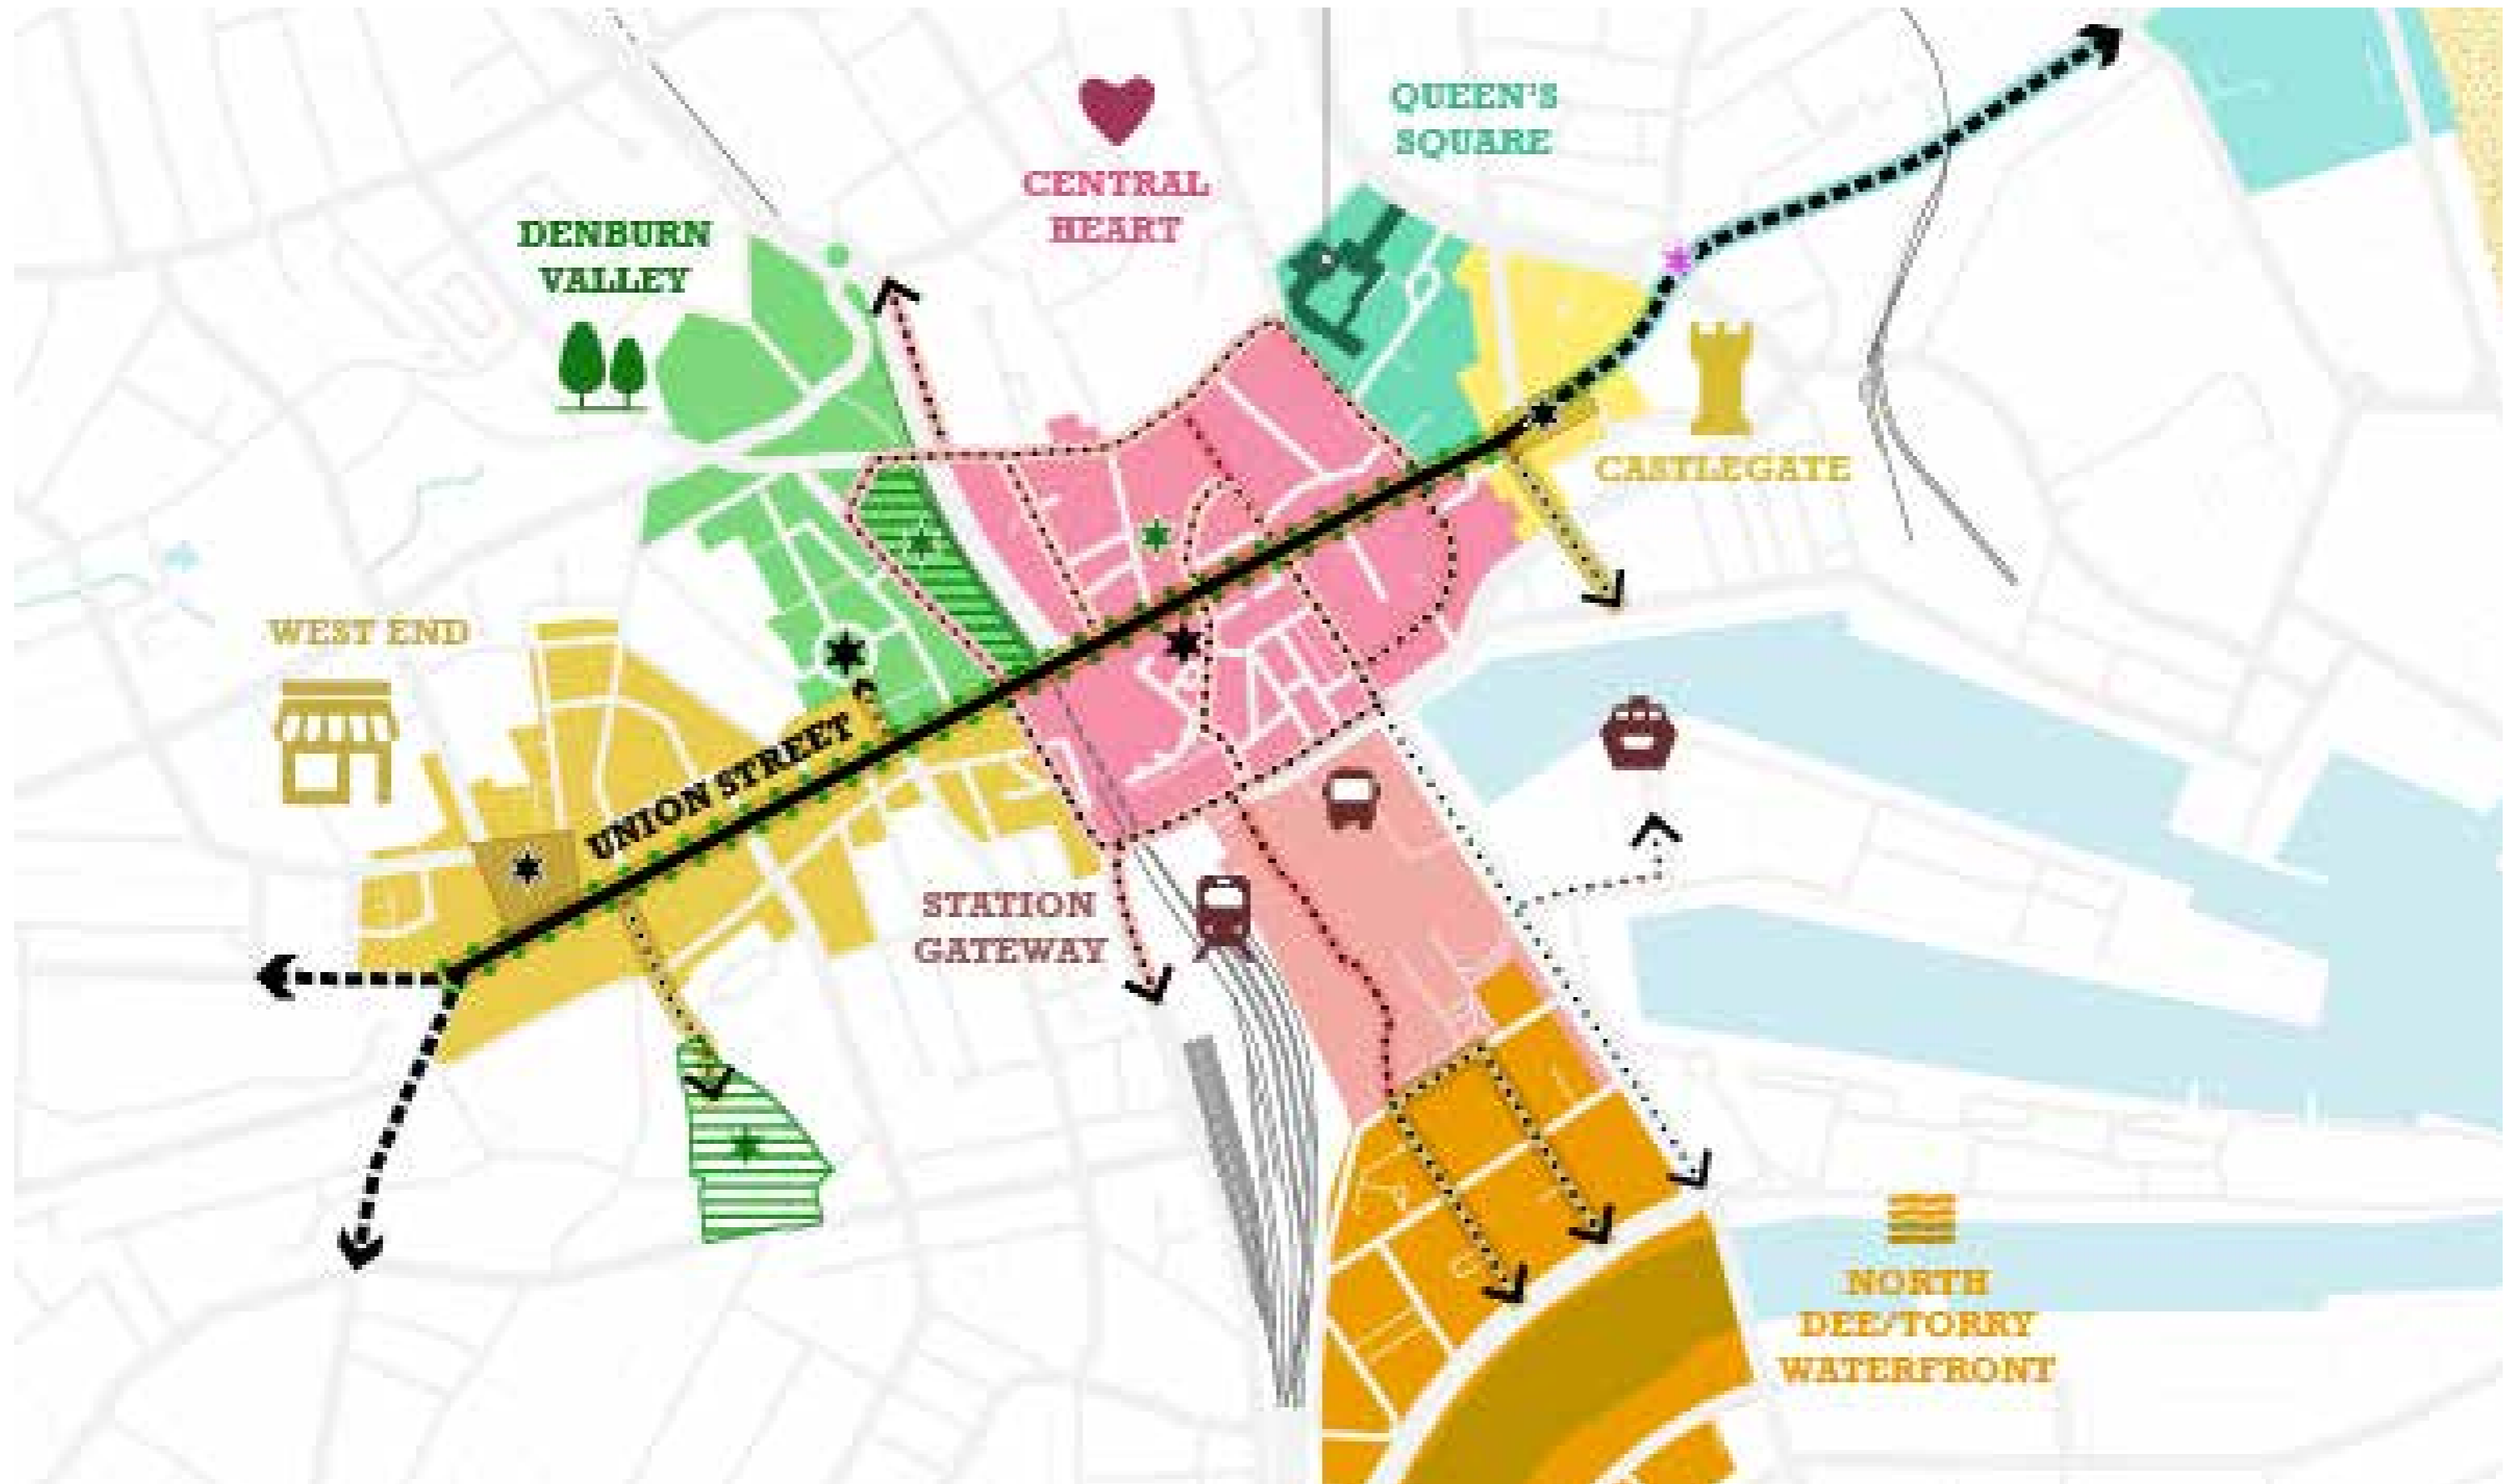 QUEEN'S
SQUARE
CENTRAL
HEART
DENBURN
VALLEY
CASTLEGATE
WEST END
UNION STREET
STATION
GATEWAY
NORTH
DEE/TORRY
WATERFRONT